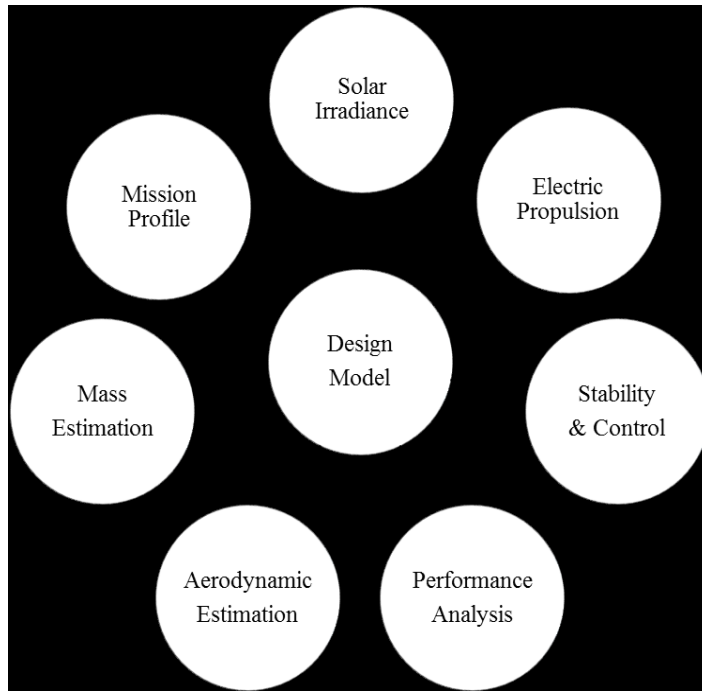 Solar
Irradiance
Mission
Profile
Electric
Propulsion
Design
Model
Mass
Estimation
Stability
& Control
Aerodynamic
Estimation
Performance
Analysis